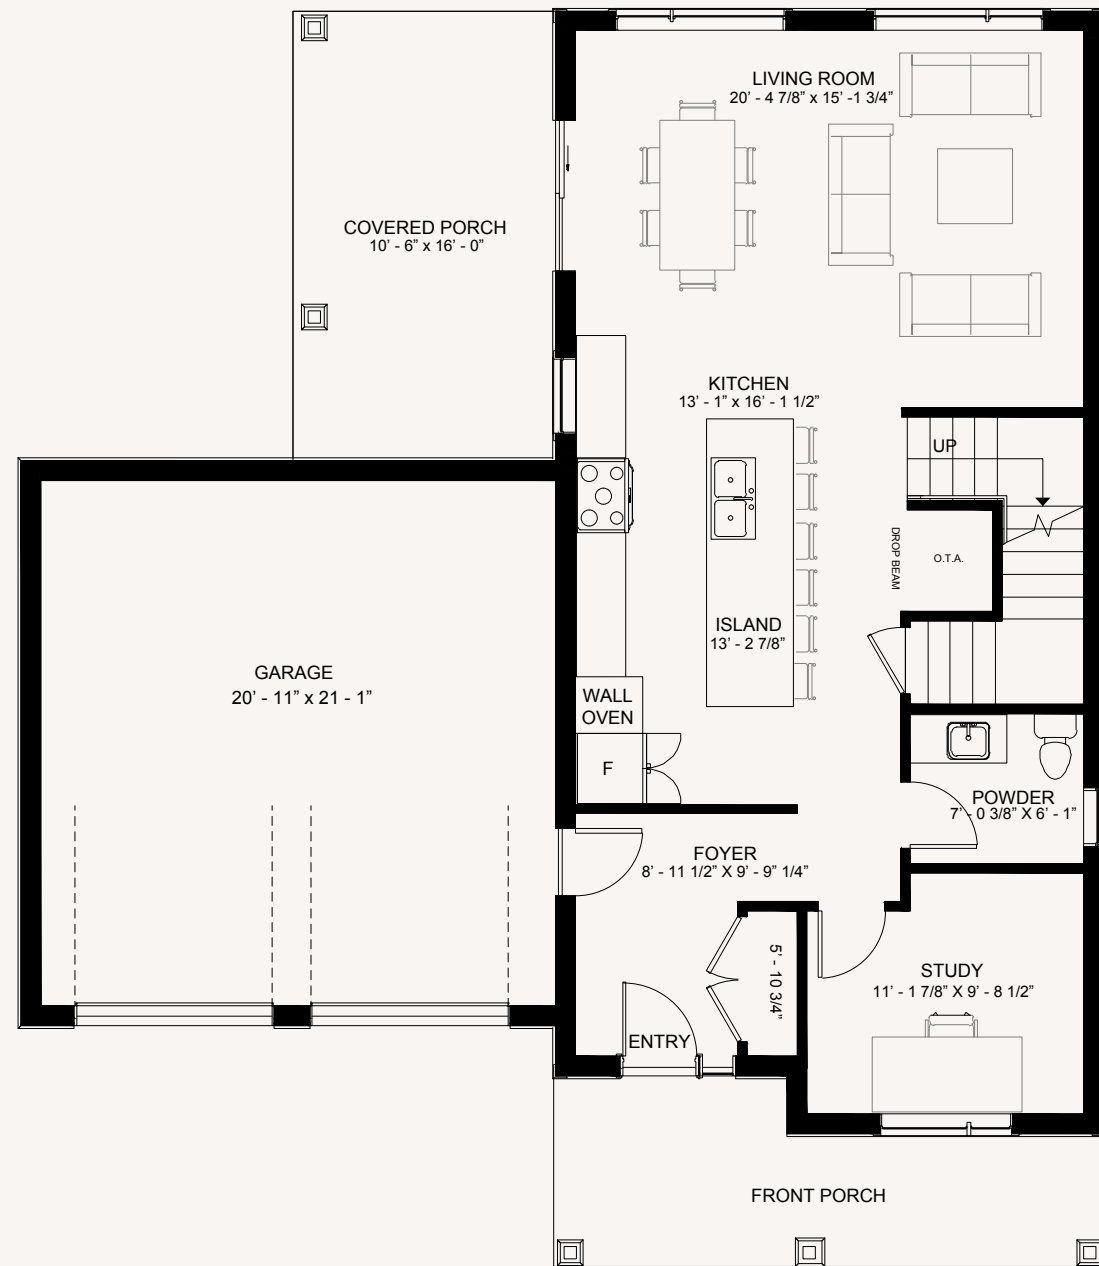 LIVING ROOM
20' - 4 7/8” x 15' -1 3/4”
COVERED PORCH
10' - 6” x 16' - 0”
KITCHEN
13' - 1” x 16' - 1 1/2”
UP
DROP BEAM
O.T.A.
ISLAND
13' - 2 7/8”
GARAGE
20' - 11” x 21 - 1”
WALL
OVEN
F
POWDER
7' - 0 3/8” X 6' - 1”
FOYER
8' - 11 1/2” X 9' - 9” 1/4”
5' - 10 3/4”
STUDY
11' - 1 7/8” X 9' - 8 1/2”
ENTRY
FRONT PORCH